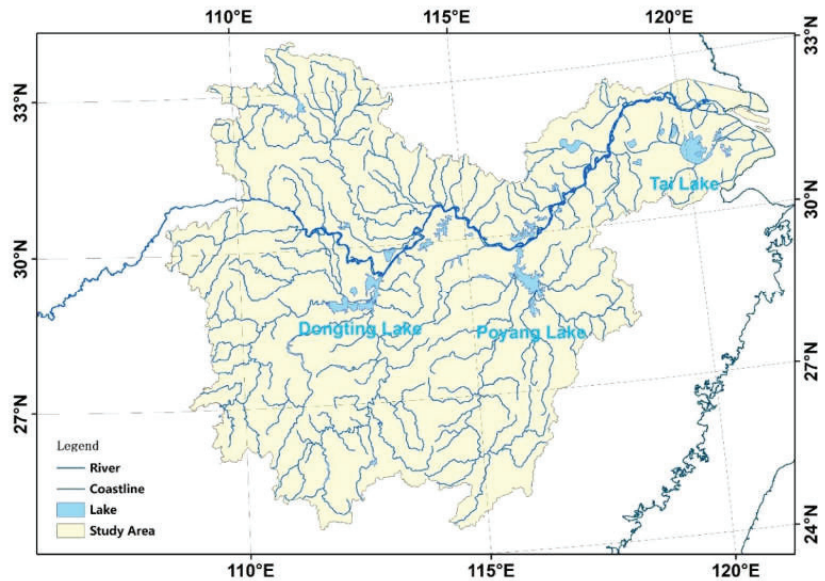 110°E
115°E
120°E
33°N
33°N
Tai Lake
30°N
30°N
Dongting Lake
Poyang Lake
27°N
27°N
Legend
River
Coastline
Lake
Study Area
24°N
110°E
115°E
120°E